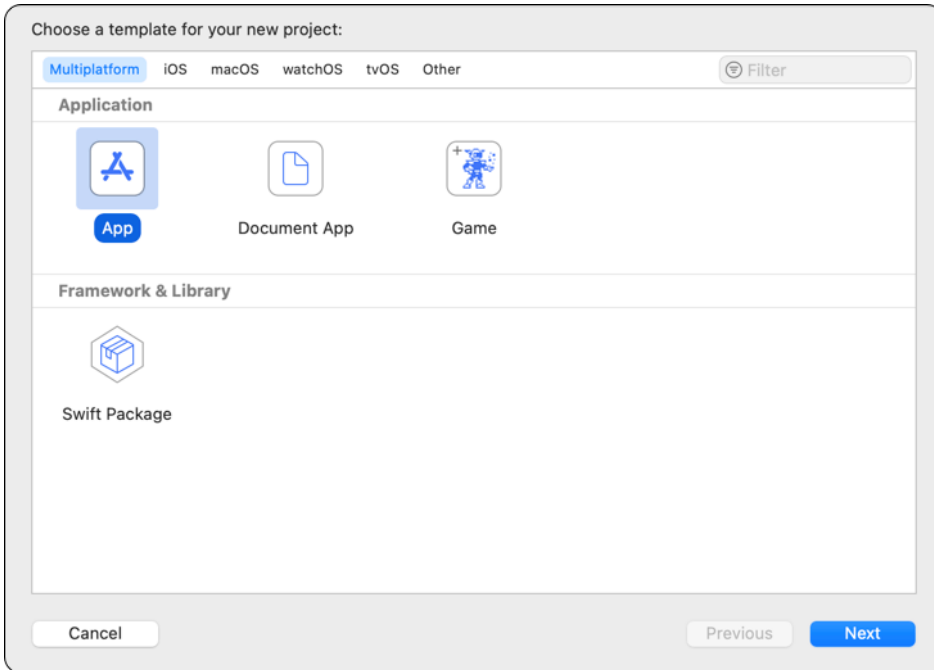 Choose a template for your new project:
Multiplatform iOS macOS watchOS tvOS Other Filter
Application
App Document App Game
Framework & Library
Swift Package
Cancel Previous Next